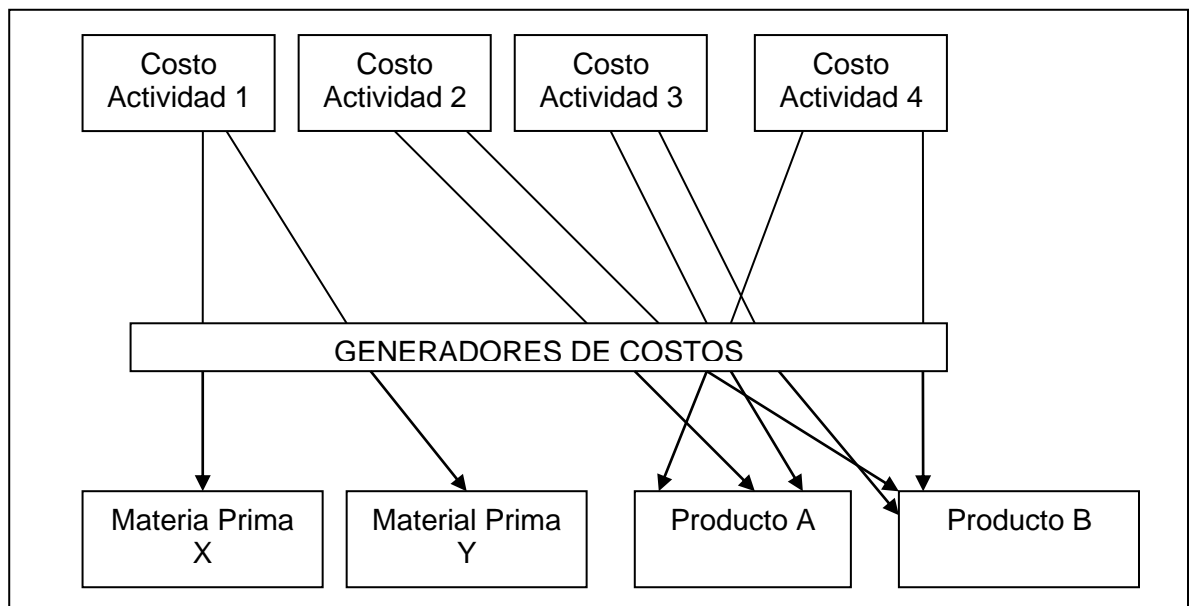 Costo
Actividad 1
Costo
Actividad 2
Costo
Actividad 3
Costo
Actividad 4
GENERADORES DE COSTOS
Materia Prima
X
Material Prima
Y
Producto A
Producto B